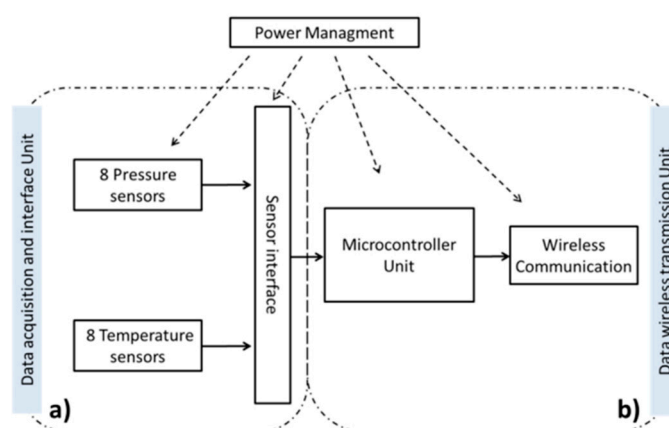 Power Managment
Data acquisition and interface Unit
8 Pressure
sensors
8 Temperature
sensors
Sensor interface
Microcontroller
Unit
Wireless
Communication
Data wireless transmission Unit
a)
b)